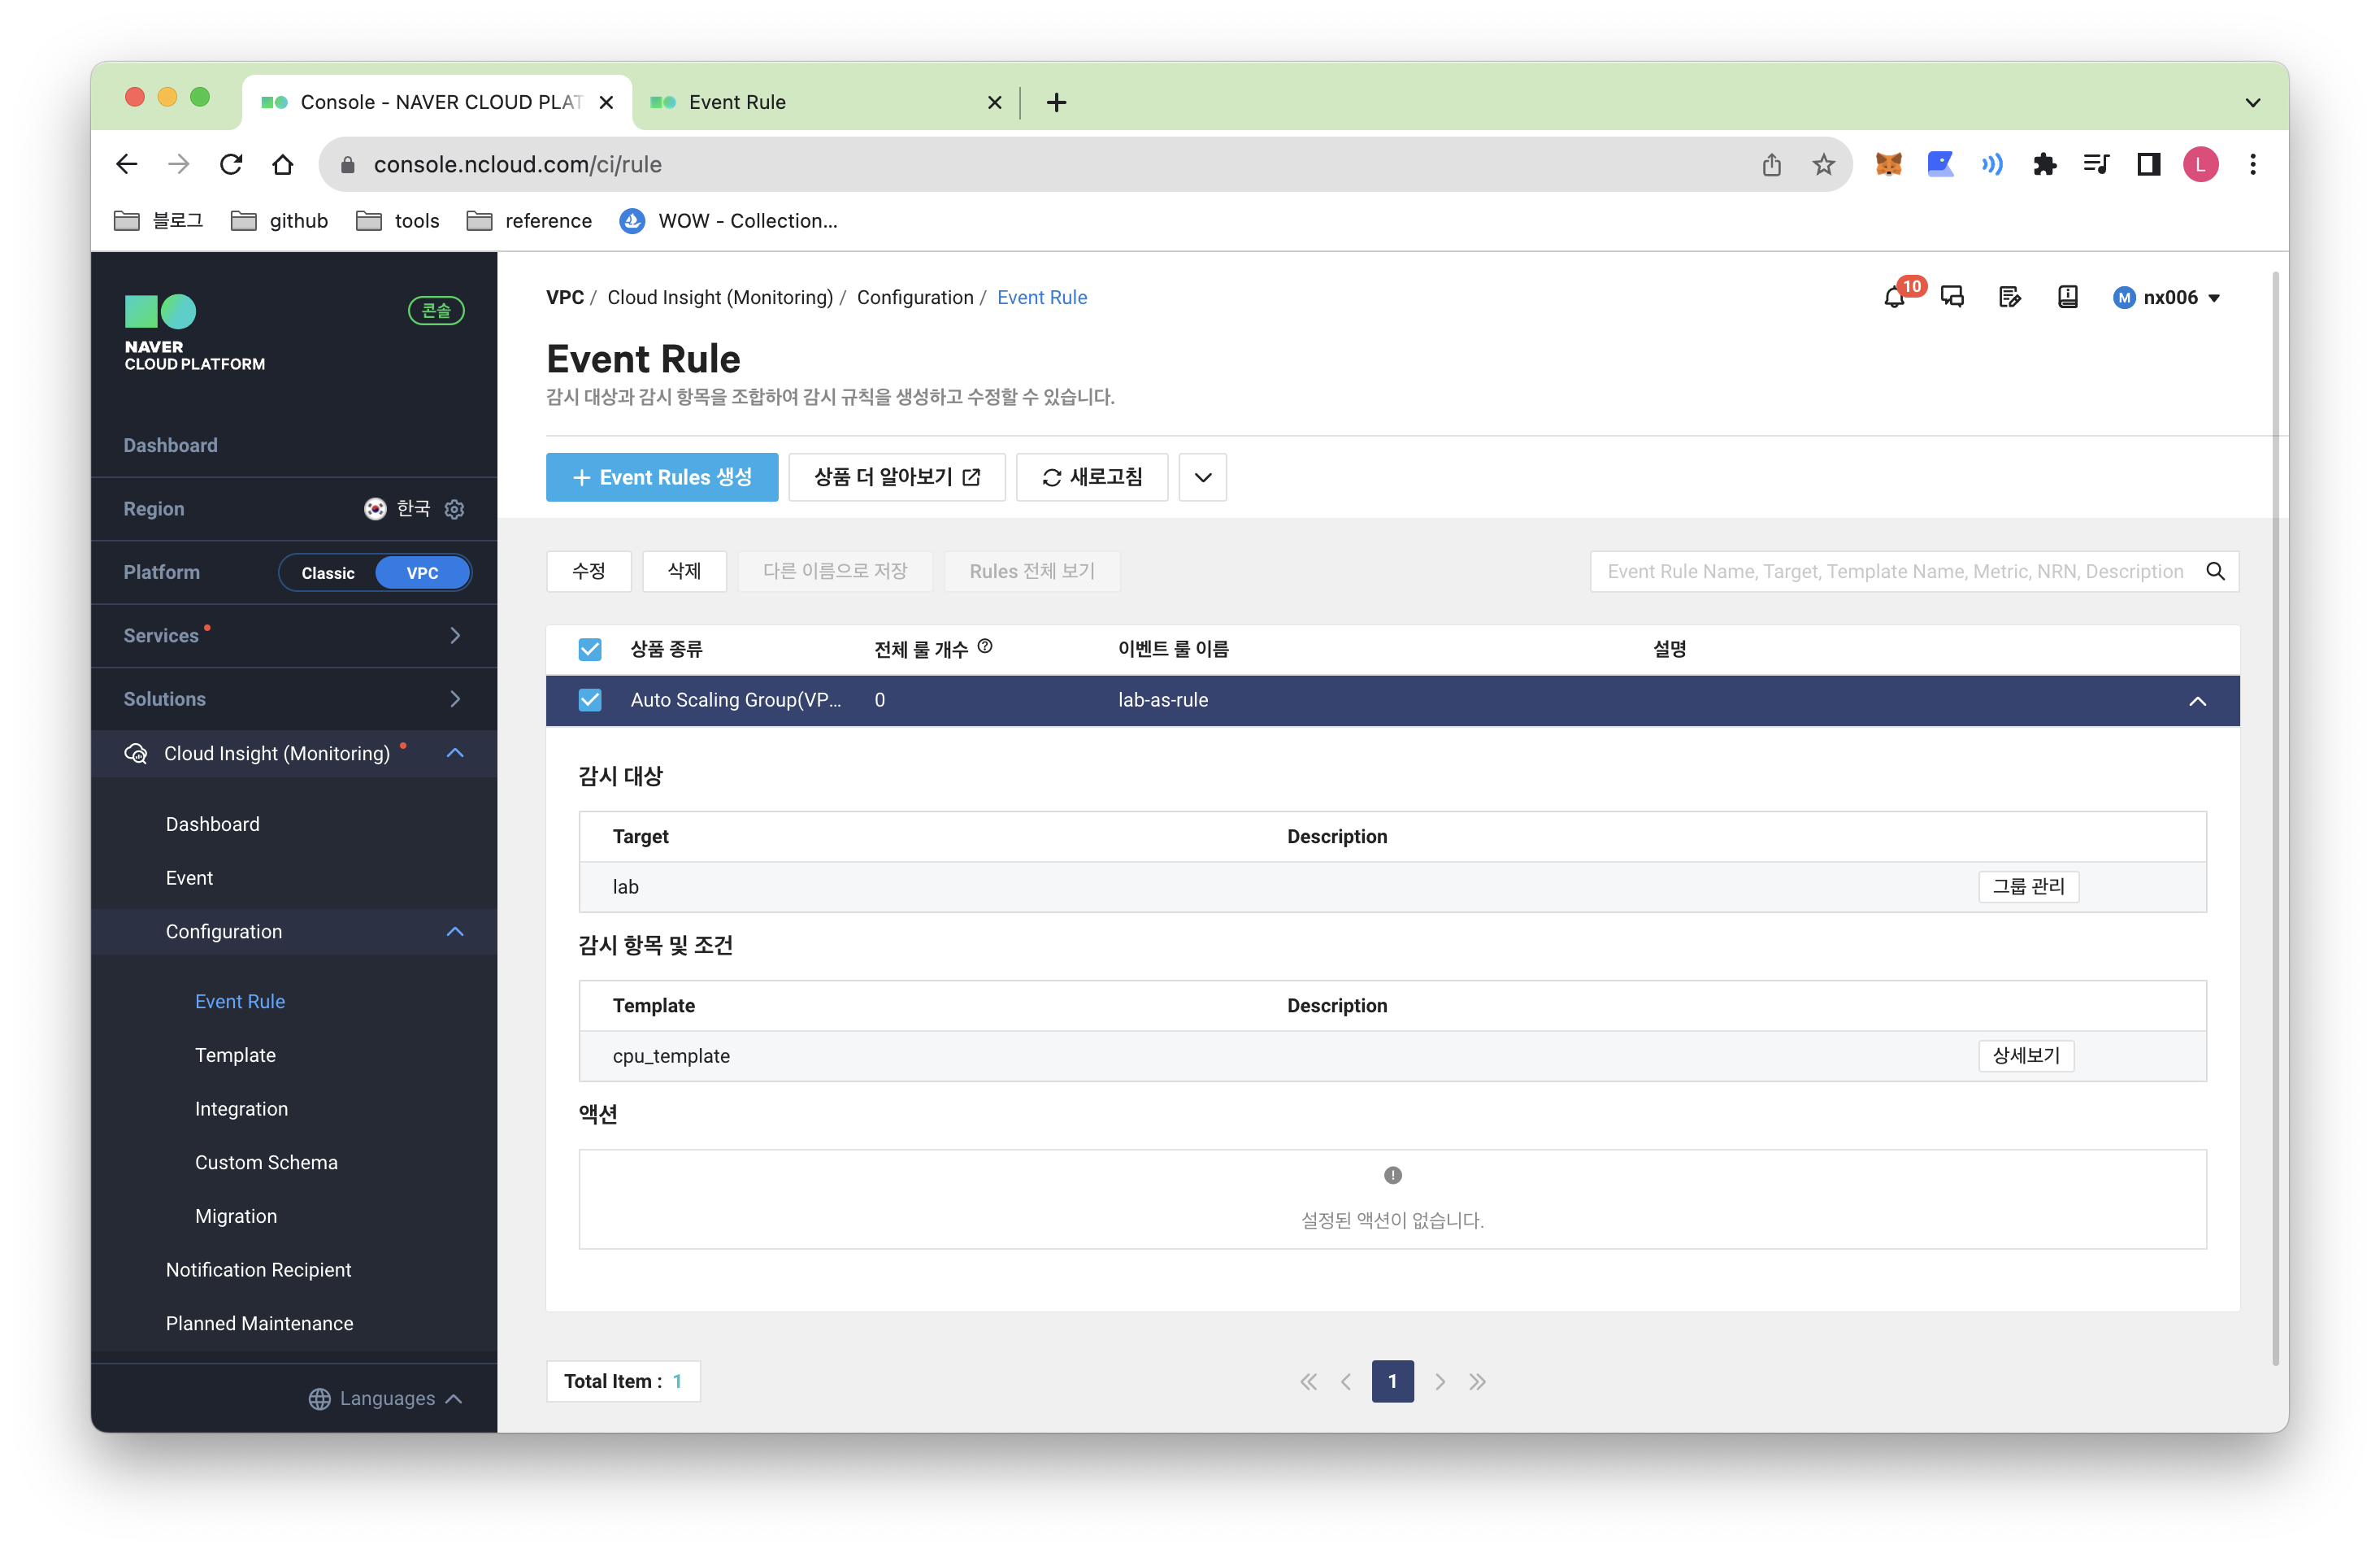 Console - NAVER CLOUD PLAT
Event Rule
console.ncloud.com/ci/rule
L
블로그
github
tools
reference
WOW - Collection...
NAVER
CLOUD PLATFORM
콘솔
Dashboard
Region
한국
Platform
Classic
VPC
Services
Solutions
Cloud Insight (Monitoring)
Dashboard
Event
Configuration
Event Rule
Template
Integration
Custom Schema
Migration
Notification Recipient
Planned Maintenance
Languages
VPC / Cloud Insight (Monitoring) / Configuration / Event Rule
10
M nx006
Event Rule
감시 대상과 감시 항목을 조합하여 감시 규칙을 생성하고 수정할 수 있습니다.
+ Event Rules 생성
상품 더 알아보기
새로고침
수정
삭제
다른 이름으로 저장
Rules 전체 보기
Event Rule Name, Target, Template Name, Metric, NRN, Description
상품 종류 전체 룰 개수 ? 이벤트 룰 이름 설명
Auto Scaling Group(VP... 0 lab-as-rule
감시 대상
Target Description
lab 그룹 관리
감시 항목 및 조건
Template Description
cpu_template 상세보기
액션
설정된 액션이 없습니다.
Total Item : 1
1